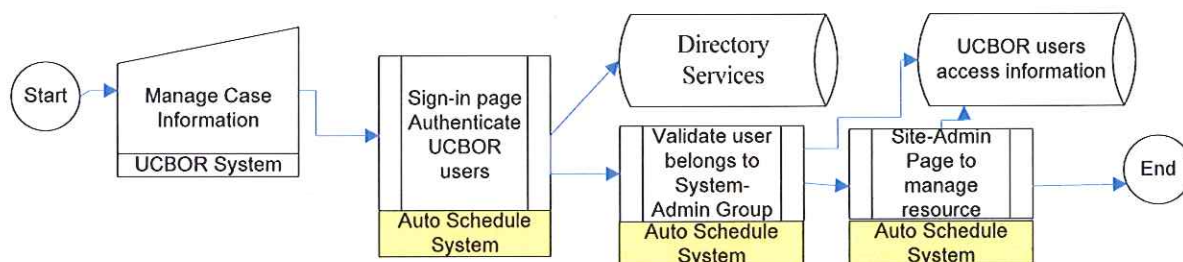 Start
Manage Case
Information
UCBOR System
Sign-in page
Authenticate
UCBOR
users
Auto Schedule
System
Directory
Services
Validate user
belongs to
System-
Admin Group
Auto Schedule
System
UCBOR users
access information
Site-Admin
Page to
manage
resource
Auto Schedule
System
End